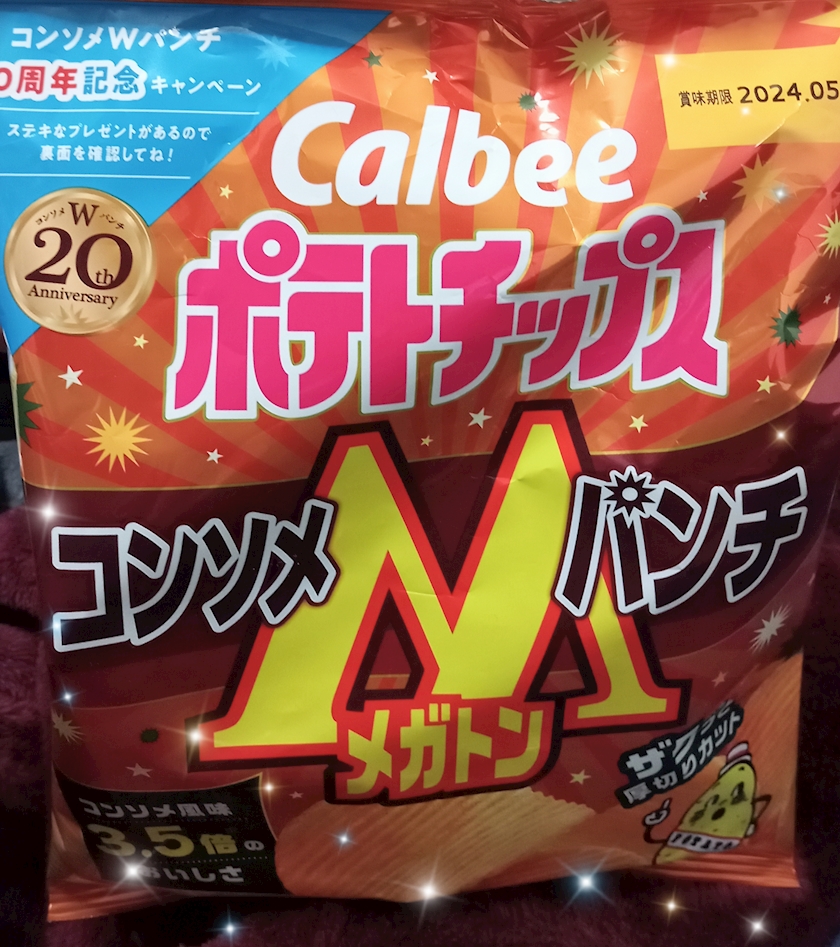 コンソメWパンチ
0周年記念 キャンペーン
ステキなプレゼントがあるので
裏面を確認してね!
賞味期限 2024.05
Calbee
コンソメ W パンチ
20th
Anniversary
ポテトチップス
コンソメ M パンチ
メガトン
ザクっと
厚切りカット
POTATO
コンソメ風味
3.5倍の
おいしさ